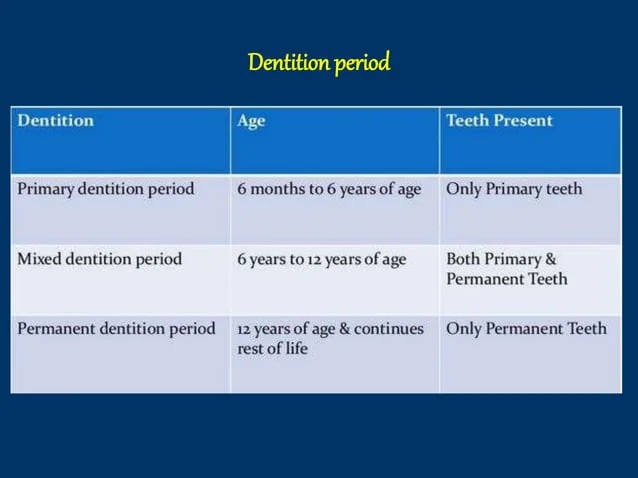 Dentition period
Dentition Age Teeth Present
Primary dentition period 6 months to 6 years of age Only Primary teeth
Mixed dentition period 6 years to 12 years of age Both Primary &
Permanent Teeth
Permanent dentition period 12 years of age & continues Only Permanent Teeth
rest of life